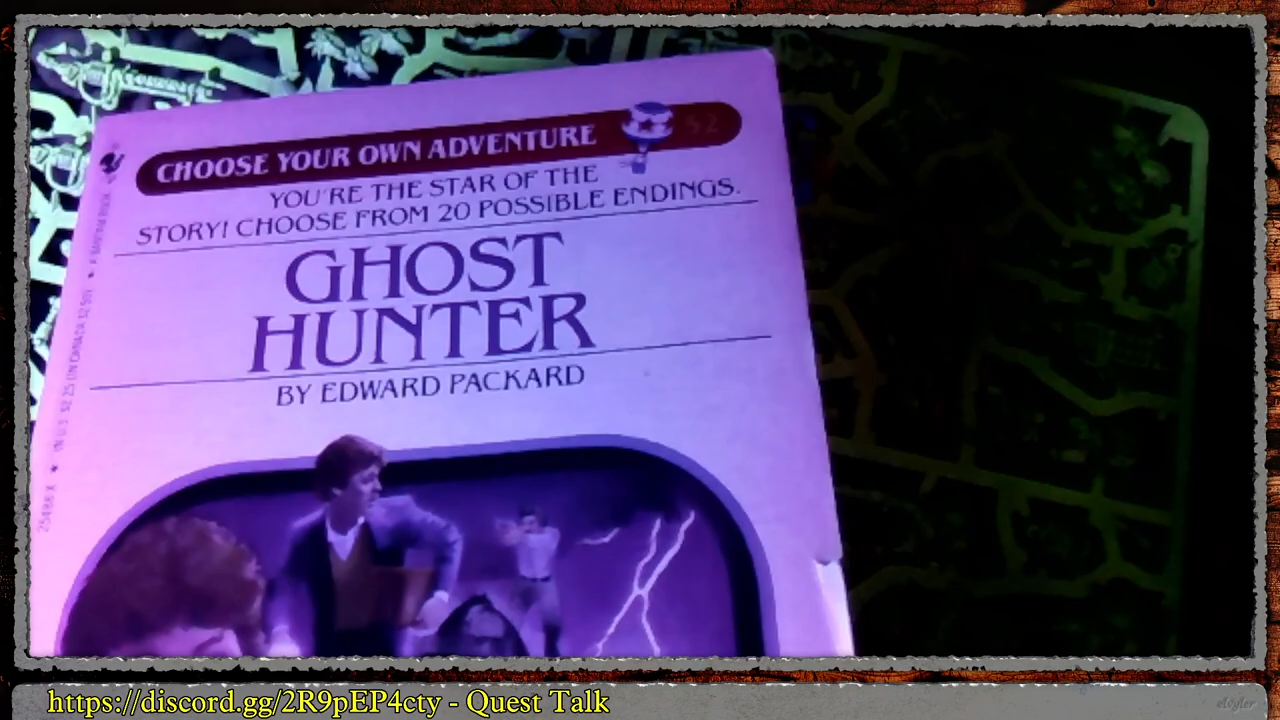 CHOOSE YOUR OWN ADVENTURE 52
YOU'RE THE STAR OF THE
STORY! CHOOSE FROM 20 POSSIBLE ENDINGS.
GHOST
HUNTER
BY EDWARD PACKARD
https://discord.gg/2R9pEP4cty - Quest Talk